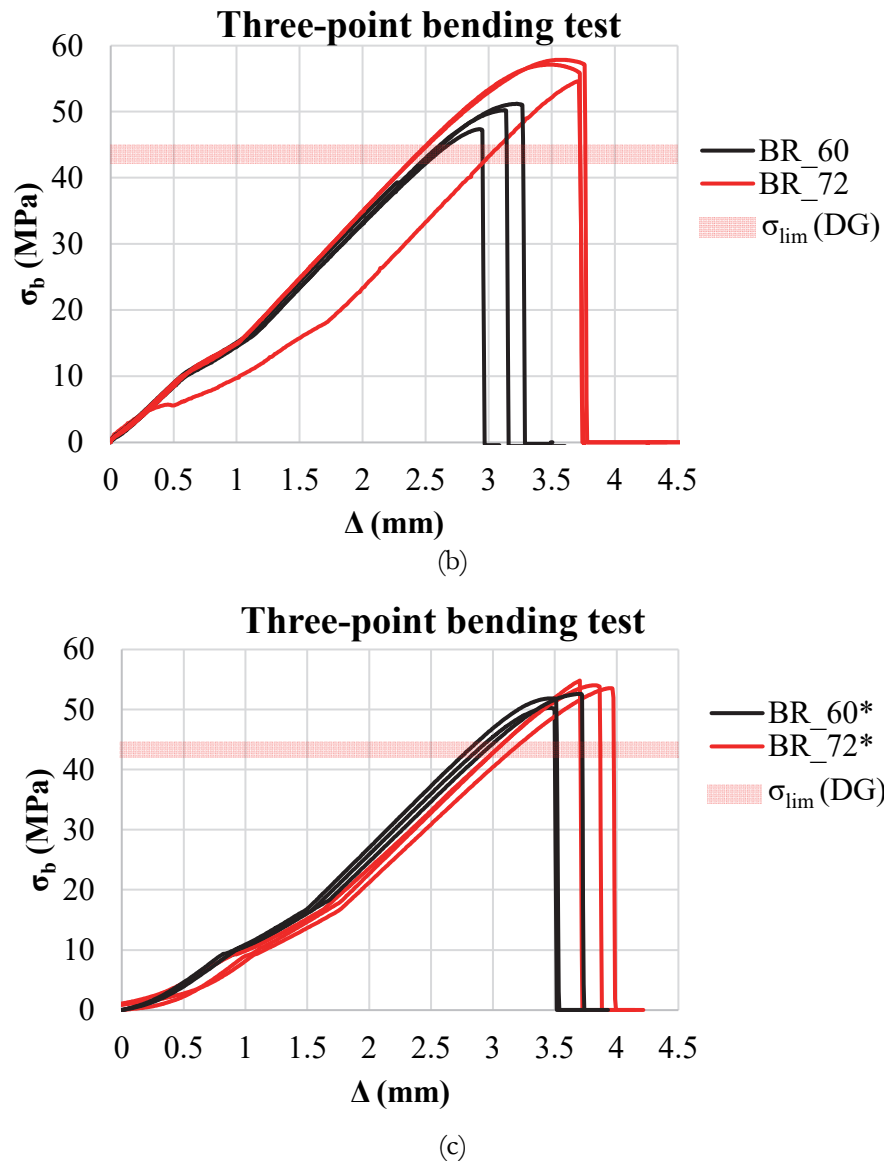 Three-point bending test
60
50
40
30
20
10
0
σb (MPa)
0 0.5 1 1.5 2 2.5 3 3.5 4 4.5
Δ (mm)
BR_60
BR_72
σlim (DG)
(b)
Three-point bending test
60
50
40
30
20
10
0
σb (MPa)
0 0.5 1 1.5 2 2.5 3 3.5 4 4.5
Δ (mm)
BR_60*
BR_72*
σlim (DG)
(c)